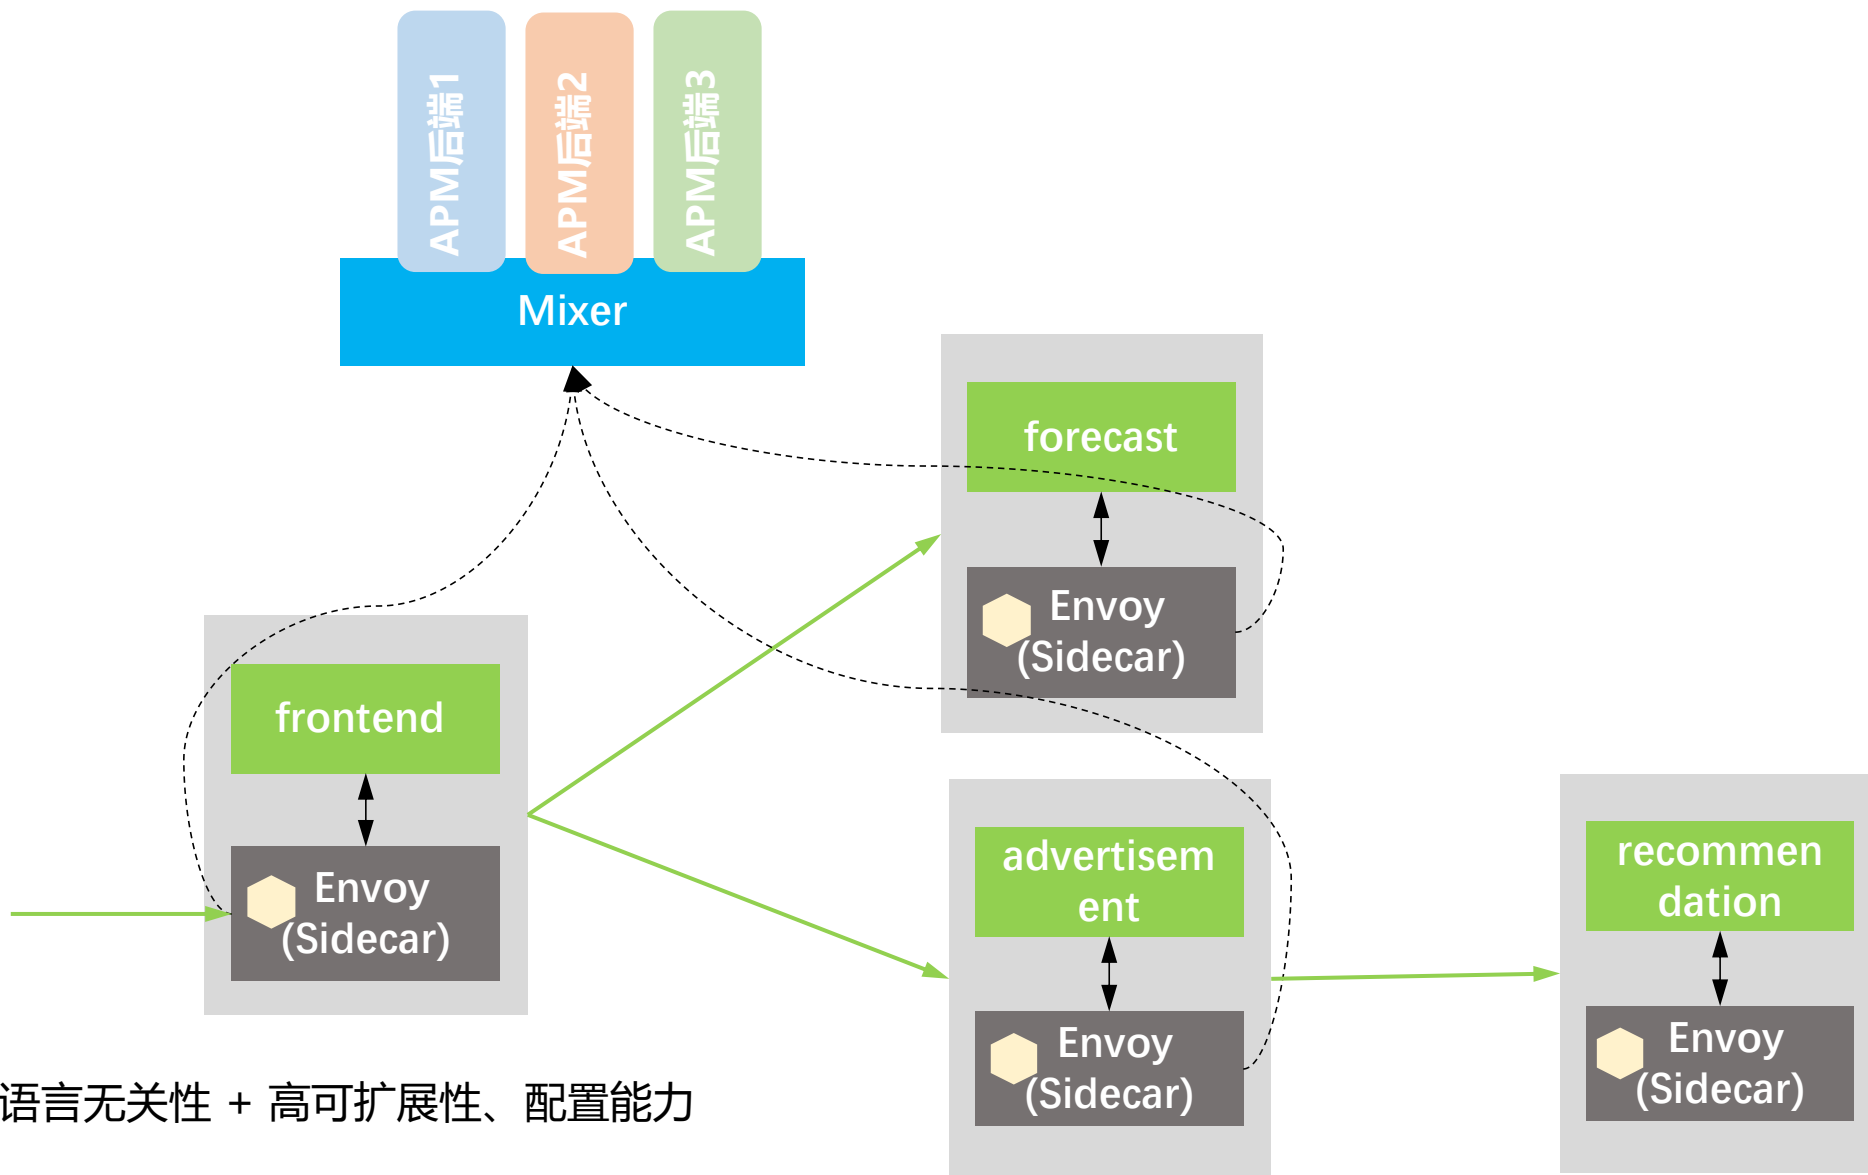 APM后端1
APM后端2
APM后端3
Mixer
forecast
Envoy
(Sidecar)
frontend
Envoy
(Sidecar)
advertisem
ent
Envoy
(Sidecar)
recommen
dation
Envoy
(Sidecar)
语言无关性 + 高可扩展性、配置能力